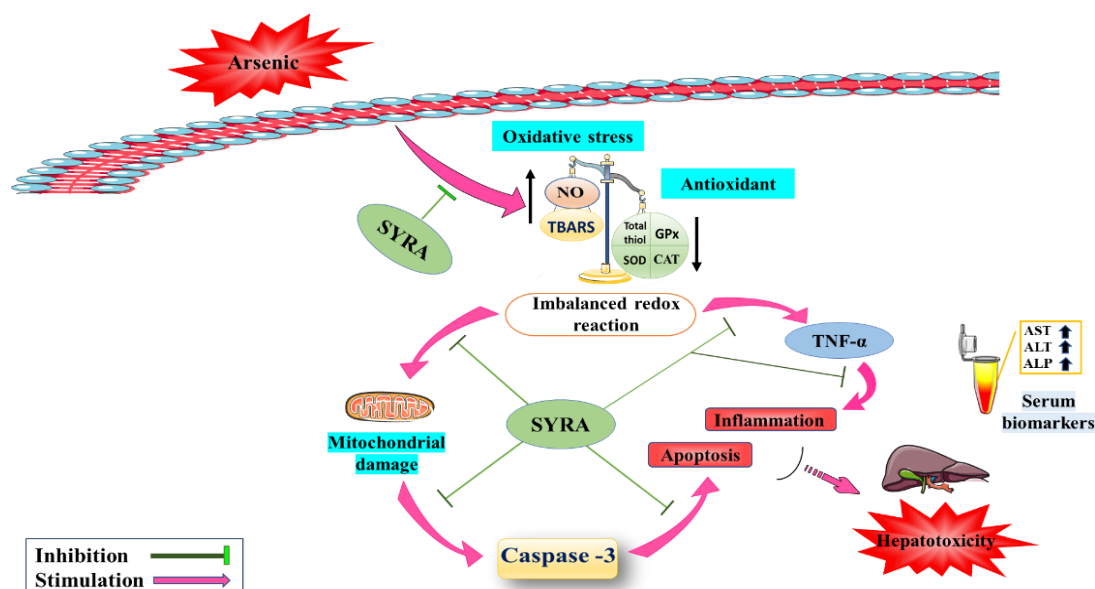 Arsenic
Oxidative stress
Antioxidant
NO
TBARS
Total
thiol
GPx
SOD
CAT
SYRA
Imbalanced redox
reaction
TNF-α
AST
ALT
ALP
Serum
biomarkers
Mitochondrial
damage
SYRA
Inflammation
Apoptosis
Caspase -3
Hepatotoxicity
Inhibition
Stimulation